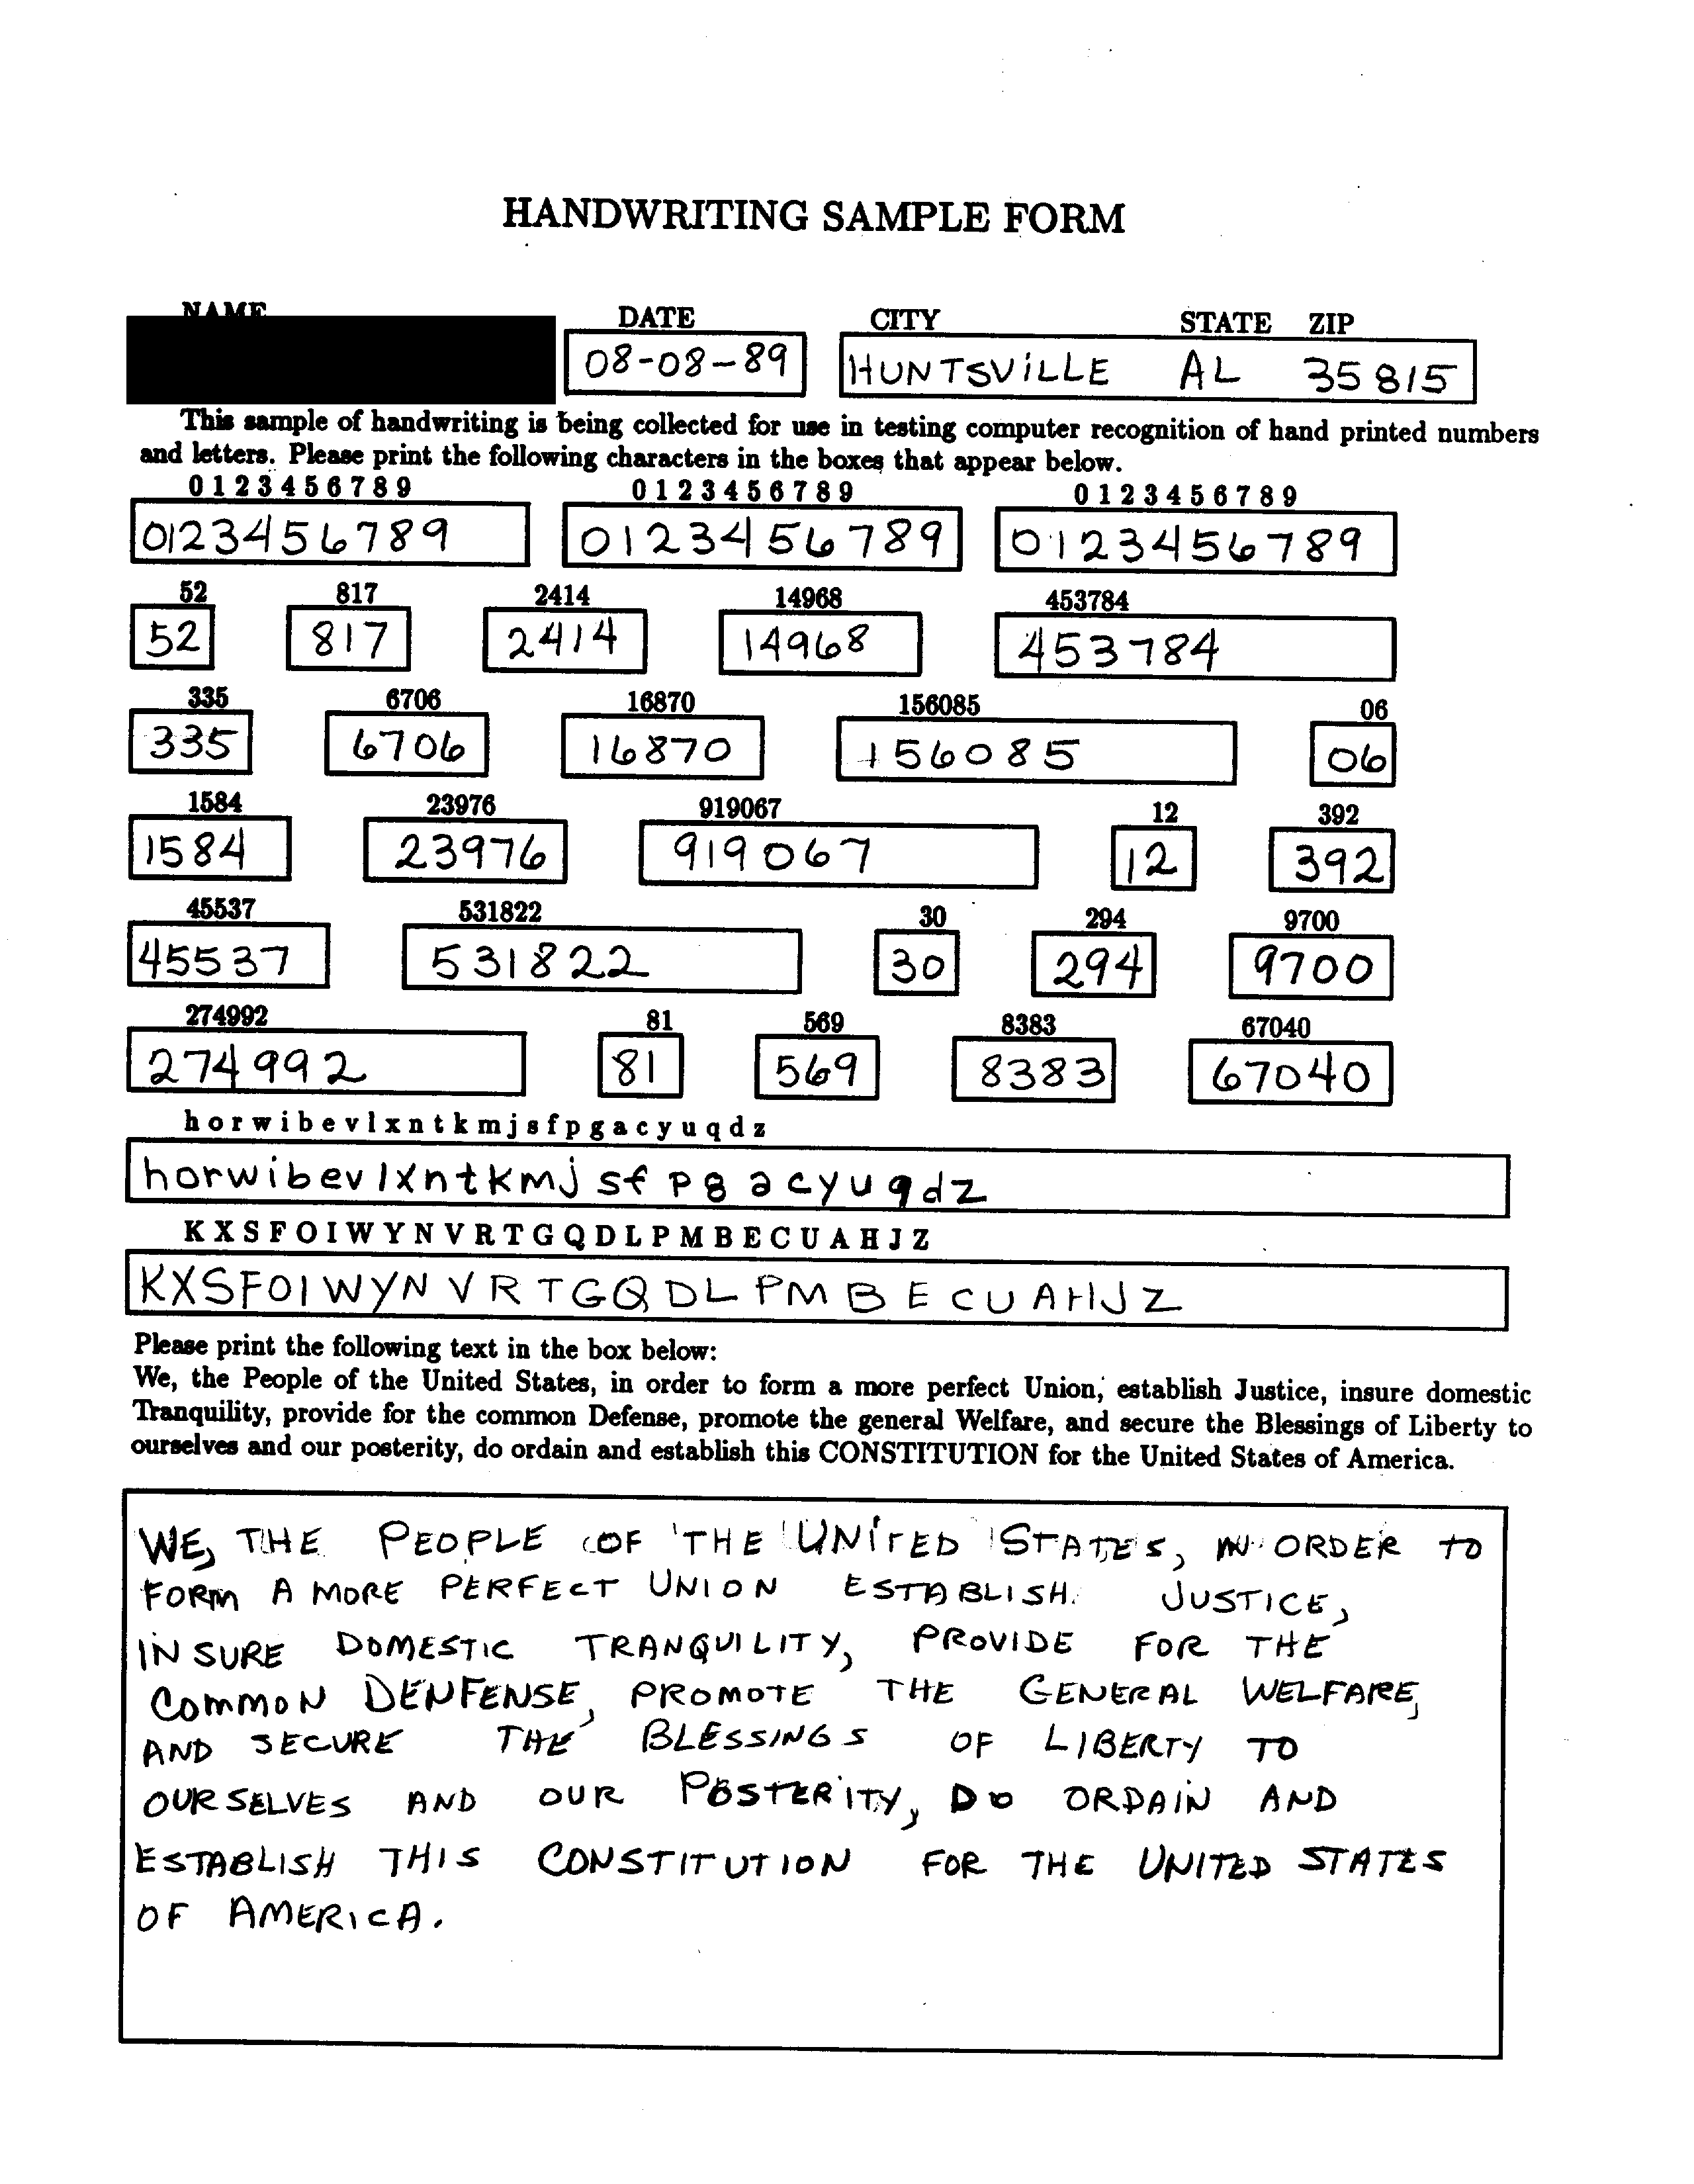 HANDWRITING SAMPLE FORM
NAME DATE CITY STATE ZIP
08-08-89 HUNTSVILLE AL 35815
This sample of handwriting is being collected for use in testing computer recognition of hand printed numbers
and letters. Please print the following characters in the boxes that appear below.
0 1 2 3 4 5 6 7 8 9 0 1 2 3 4 5 6 7 8 9 0 1 2 3 4 5 6 7 8 9
0123456789 0123456789 0123456789
52 817 2414 14968 453784
52 817 2414 14968 453784
335 6706 16870 156085 06
335 6706 16870 156085 06
1584 23976 919067 12 392
1584 23976 919067 12 392
45537 531822 30 294 9700
45537 531822 30 294 9700
274992 81 569 8383 67040
274992 81 569 8383 67040
h o r w i b e v l x n t k m j s f p g a c y u q d z
horwibevlxntkmjsfpgacyuqdz
K X S F O I W Y N V R T G Q D L P M B E C U A H J Z
KXSFOIWYNVRTGQDLPMBECUAHJZ
Please print the following text in the box below:
We, the People of the United States, in order to form a more perfect Union, establish Justice, insure domestic
Tranquility, provide for the common Defense, promote the general Welfare, and secure the Blessings of Liberty to
ourselves and our posterity, do ordain and establish this CONSTITUTION for the United States of America.
WE, THE PEOPLE OF THE UNITED STATES, IN ORDER TO
FORM A MORE PERFECT UNION ESTABLISH JUSTICE,
INSURE DOMESTIC TRANQUILITY, PROVIDE FOR THE
COMMON DENFENSE, PROMOTE THE GENERAL WELFARE,
AND SECURE THE BLESSINGS OF LIBERTY TO
OURSELVES AND OUR POSTERITY, DO ORDAIN AND
ESTABLISH THIS CONSTITUTION FOR THE UNITED STATES
OF AMERICA.